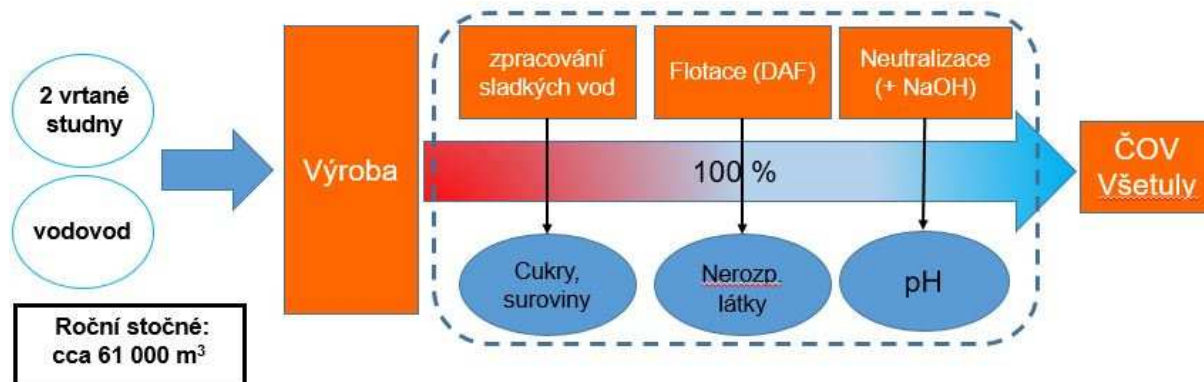 2 vrtané
studny
vodovod
Roční stočné:
cca 61 000 m³
Výroba
zpracování
sladkých vod
Flotace (DAF)
Neutralizace
(+ NaOH)
100 %
Cukry,
suroviny
Nerozp.
látky
pH
ČOV
Všetuly